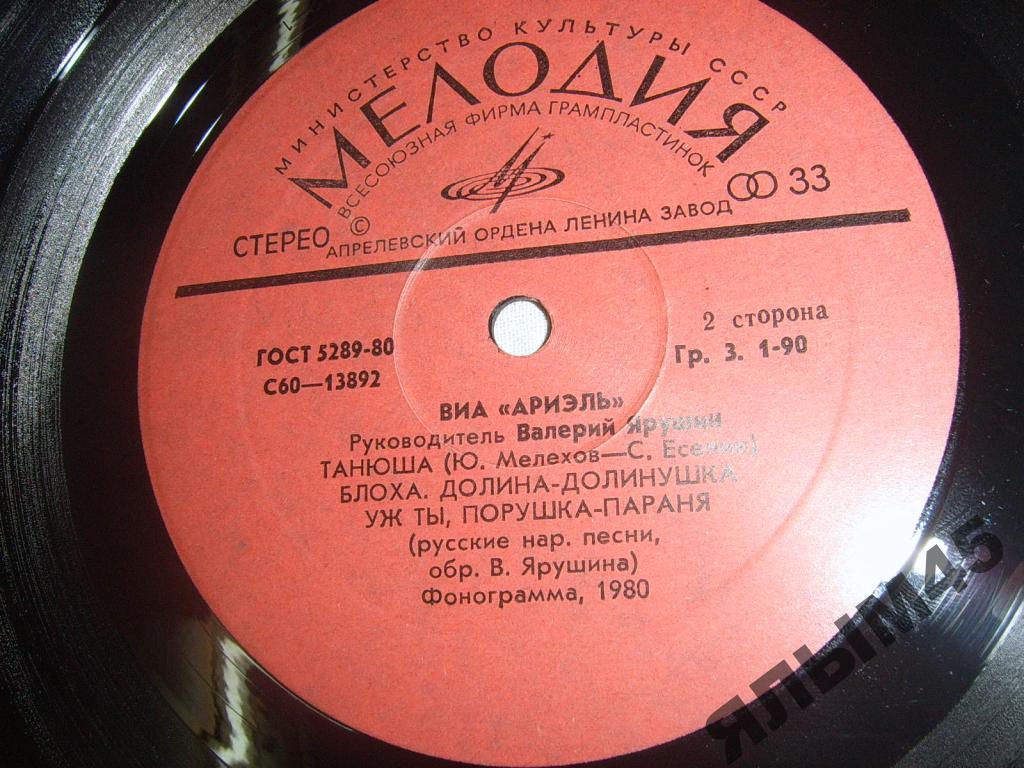 МИНИСТЕРСТВО КУЛЬТУРЫ СССР
МЕЛОДИЯ
ВСЕСОЮЗНАЯ ФИРМА ГРАМПЛАСТИНОК
©
33
СТЕРЕО
АПРЕЛЕВСКИЙ ОРДЕНА ЛЕНИНА ЗАВОД
2 сторона
ГОСТ 5289-80
Гр. 3. 1-90
С60—13892
ВИА «АРИЭЛЬ»
Руководитель Валерий Ярушин
ТАНЮША (Ю. Мелехов—С. Есенин)
БЛОХА. ДОЛИНА-ДОЛИНУШКА
УЖ ТЫ, ПОРУШКА-ПАРАНЯ
(русские нар. песни,
обр. В. Ярушина)
Фонограмма, 1980
ЯЛЫМ45